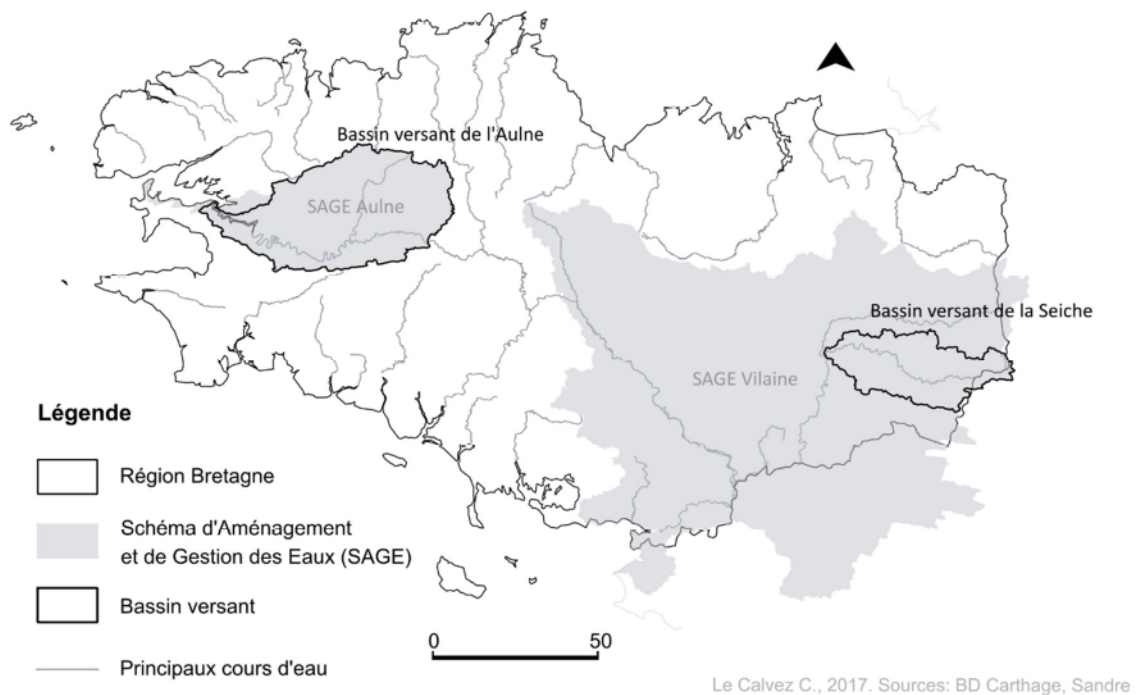 Bassin versant de l'Aulne
SAGE Aulne
Bassin versant de la Seiche
SAGE Vilaine
Légende
Région Bretagne
Schéma d'Aménagement
et de Gestion des Eaux (SAGE)
Bassin versant
Principaux cours d'eau
0 50
Le Calvez C., 2017. Sources: BD Carthage, Sandre